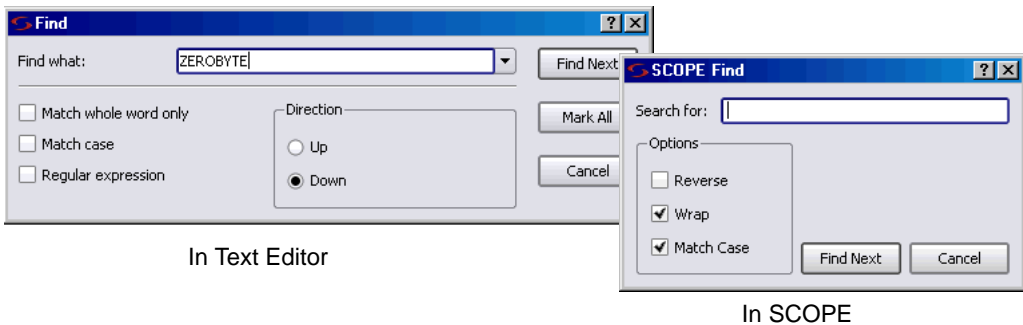 Find
Find what: ZEROBYTE
Find Next
Match whole word only
Match case
Regular expression
Direction
Up
Down
Mark All
Cancel
In Text Editor
SCOPE Find
Search for:
Options
Reverse
Wrap
Match Case
Find Next Cancel
In SCOPE